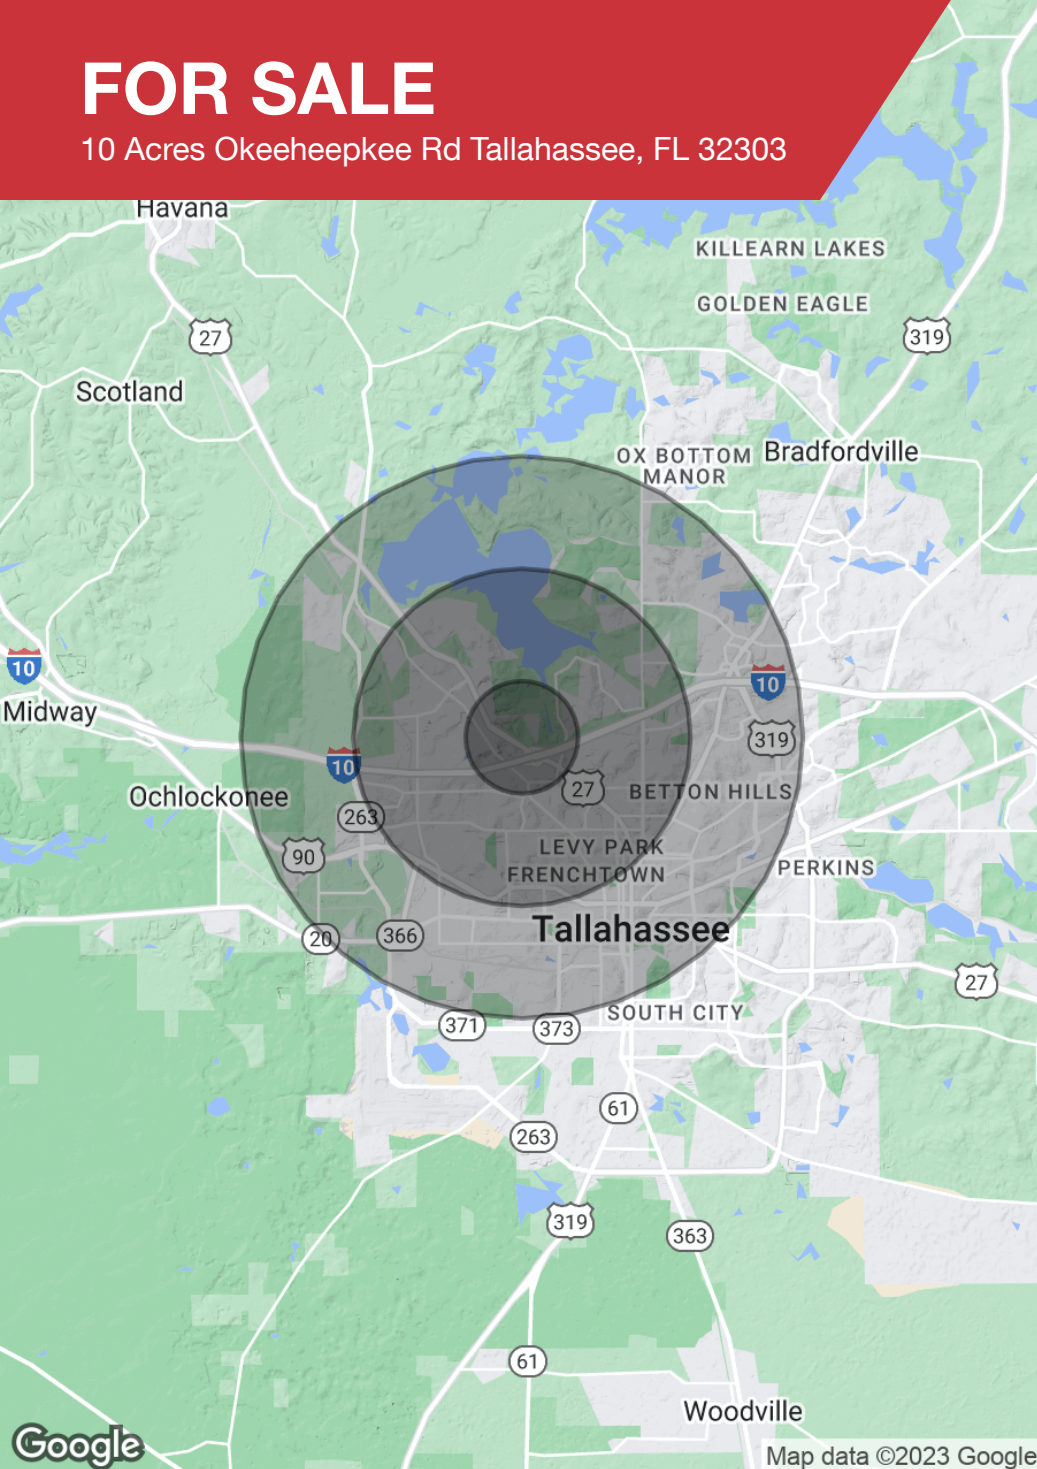 FOR SALE
10 Acres Okeeheepkee Rd Tallahassee, FL 32303
Havana
KILLEARN LAKES
GOLDEN EAGLE
27
319
Scotland
OX BOTTOM
MANOR
Bradfordville
10
10
Midway
319
10
27
BETTON HILLS
Ochlockonee
263
LEVY PARK
90
PERKINS
FRENCHTOWN
Tallahassee
20
366
27
SOUTH CITY
371
373
61
263
319
363
61
Woodville
Google
Map data ©2023 Google